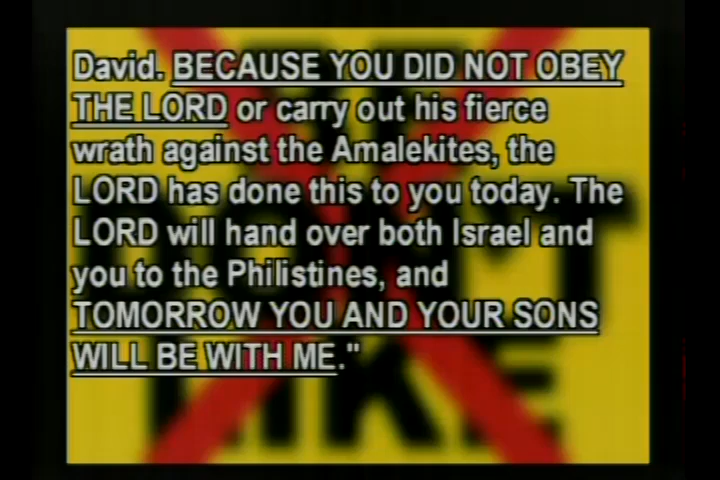 David. BECAUSE YOU DID NOT OBEY
THE LORD or carry out his fierce
wrath against the Amalekites, the
LORD has done this to you today. The
LORD will hand over both Israel and
you to the Philistines, and
TOMORROW YOU AND YOUR SONS
WILL BE WITH ME."